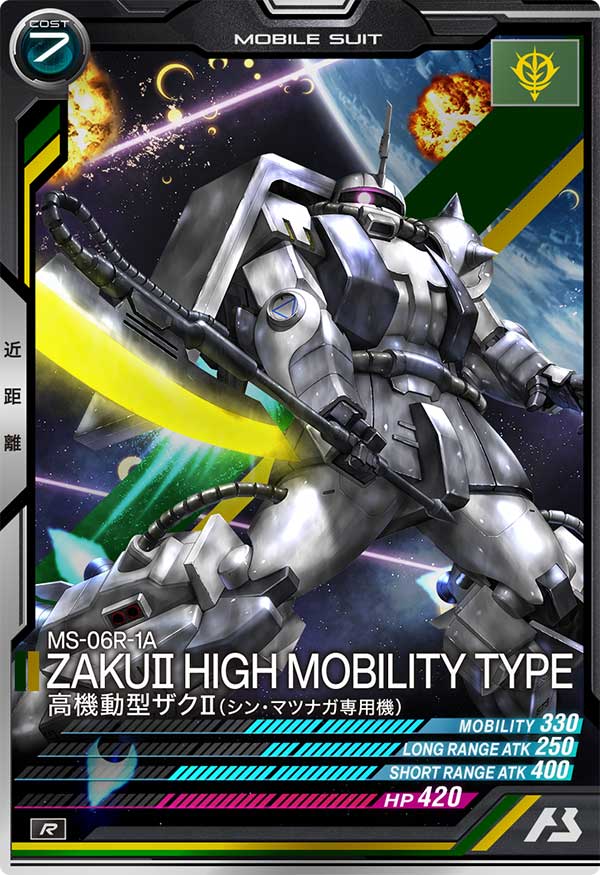 COST
7
MOBILE SUIT
近距離
MS-06R-1A
ZAKUⅡ HIGH MOBILITY TYPE
高機動型ザクⅡ(シン・マツナガ専用機)
MOBILITY 330
LONG RANGE ATK 250
SHORT RANGE ATK 400
HP 420
R